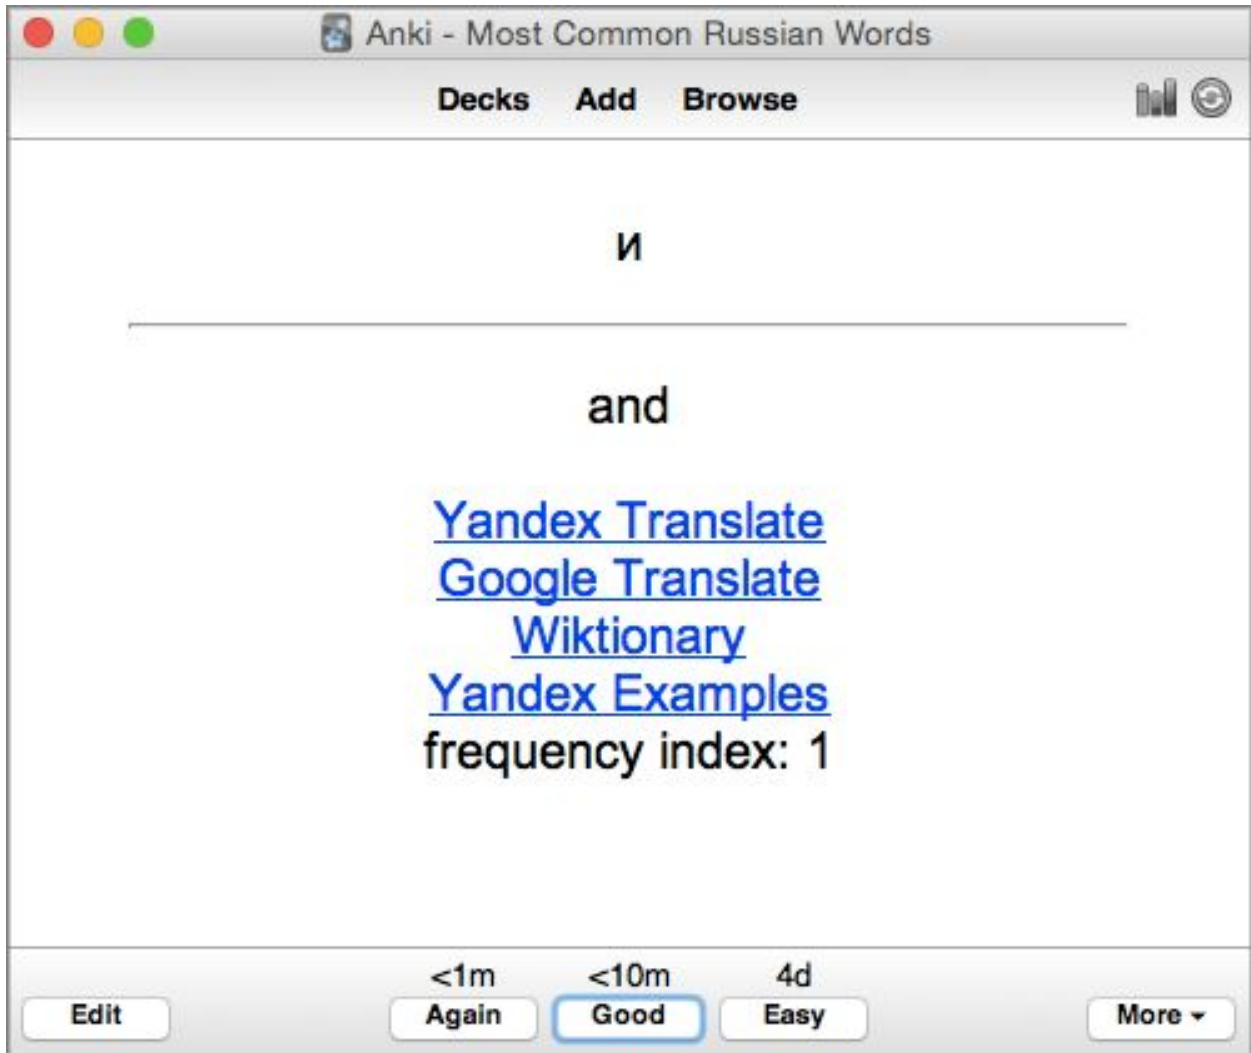 Anki - Most Common Russian Words
Decks Add Browse
и
and
Yandex Translate
Google Translate
Wiktionary
Yandex Examples
frequency index: 1
<1m <10m 4d
Edit Again Good Easy More